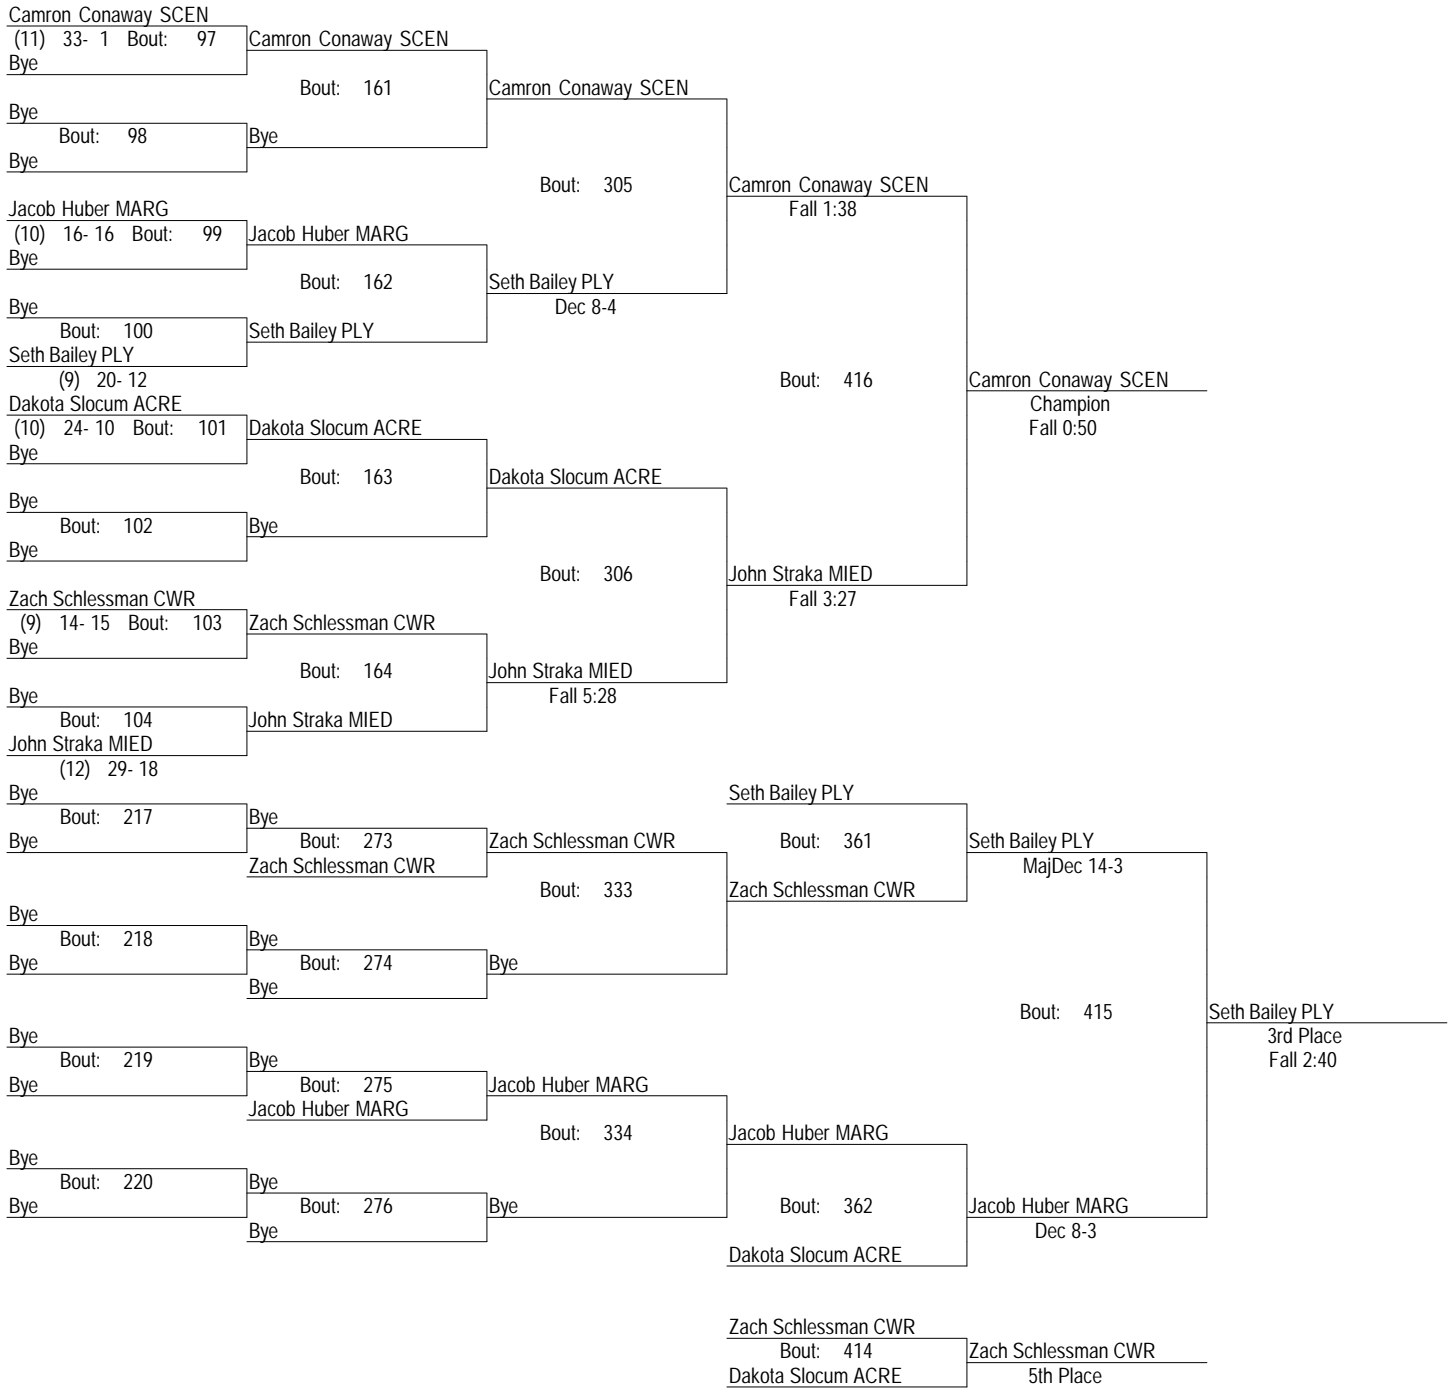 Camron Conaway SCEN
(11) 33- 1 Bout: 97 Camron Conaway SCEN
Bye
Bout: 161 Camron Conaway SCEN
Bye
Bout: 98 Bye
Bye
Bout: 305 Camron Conaway SCEN
Jacob Huber MARG Fall 1:38
(10) 16- 16 Bout: 99 Jacob Huber MARG
Bye
Bout: 162 Seth Bailey PLY
Bye Dec 8-4
Bout: 100 Seth Bailey PLY
Seth Bailey PLY
(9) 20- 12 Bout: 416 Camron Conaway SCEN
Dakota Slocum ACRE Champion
(10) 24- 10 Bout: 101 Dakota Slocum ACRE Fall 0:50
Bye
Bout: 163 Dakota Slocum ACRE
Bye
Bout: 102 Bye
Bye
Bout: 306 John Straka MIED
Zach Schlessman CWR Fall 3:27
(9) 14- 15 Bout: 103 Zach Schlessman CWR
Bye
Bout: 164 John Straka MIED
Bye Fall 5:28
Bout: 104 John Straka MIED
John Straka MIED
(12) 29- 18
Bye Seth Bailey PLY
Bout: 217 Bye
Bye Bout: 273 Zach Schlessman CWR Bout: 361 Seth Bailey PLY
Zach Schlessman CWR MajDec 14-3
Bout: 333 Zach Schlessman CWR
Bye
Bout: 218 Bye
Bye Bout: 274 Bye
Bye
Bout: 415 Seth Bailey PLY
Bye 3rd Place
Bout: 219 Bye Fall 2:40
Bye Bout: 275 Jacob Huber MARG
Jacob Huber MARG
Bout: 334 Jacob Huber MARG
Bye
Bout: 220 Bye
Bye Bout: 276 Bye Bout: 362 Jacob Huber MARG
Bye Dec 8-3
Dakota Slocum ACRE
Zach Schlessman CWR
Bout: 414 Zach Schlessman CWR
Dakota Slocum ACRE 5th Place